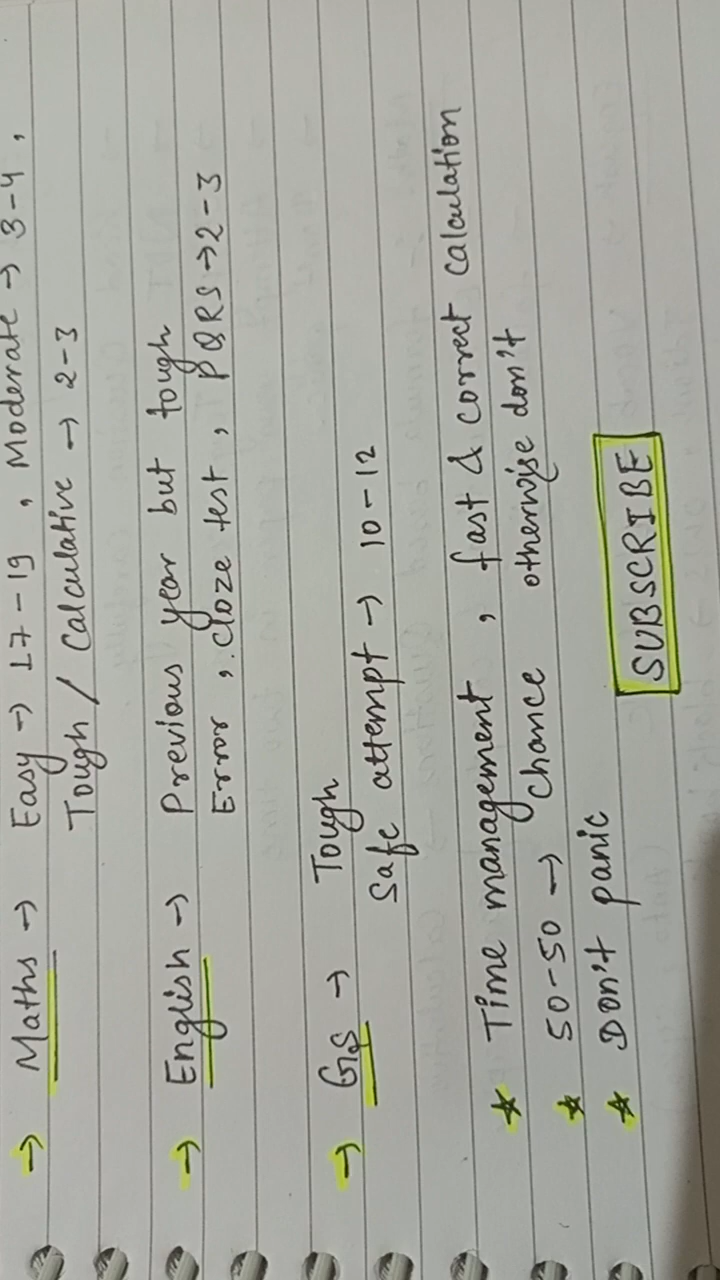 → Maths → Easy → 17-19 , Moderate → 3-4 ,
Tough / Calculative → 2-3
→ English → Previous year but tough
Error , cloze test , PQRS → 2-3
→ GS → Tough
Safe attempt → 10-12
★ Time management , fast & correct calculation
★ 50-50 → chance otherwise don't
★ Don't panic
SUBSCRIBE